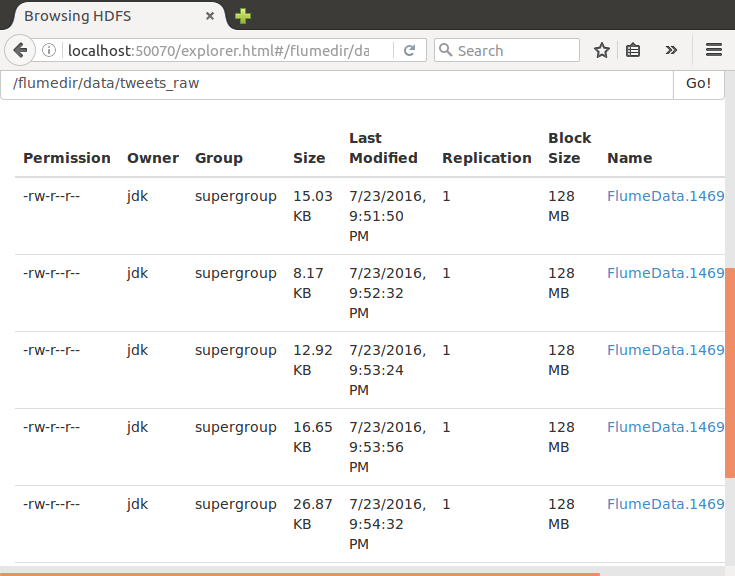 Browsing HDFS
localhost:50070/explorer.html#/flumedir/da
Search
/flumedir/data/tweets_raw Go!
Permission Owner Group Size Last Modified Replication Block Size Name
-rw-r--r-- jdk supergroup 15.03 KB 7/23/2016, 9:51:50 PM 1 128 MB FlumeData.1469
-rw-r--r-- jdk supergroup 8.17 KB 7/23/2016, 9:52:32 PM 1 128 MB FlumeData.1469
-rw-r--r-- jdk supergroup 12.92 KB 7/23/2016, 9:53:24 PM 1 128 MB FlumeData.1469
-rw-r--r-- jdk supergroup 16.65 KB 7/23/2016, 9:53:56 PM 1 128 MB FlumeData.1469
-rw-r--r-- jdk supergroup 26.87 KB 7/23/2016, 9:54:32 PM 1 128 MB FlumeData.1469